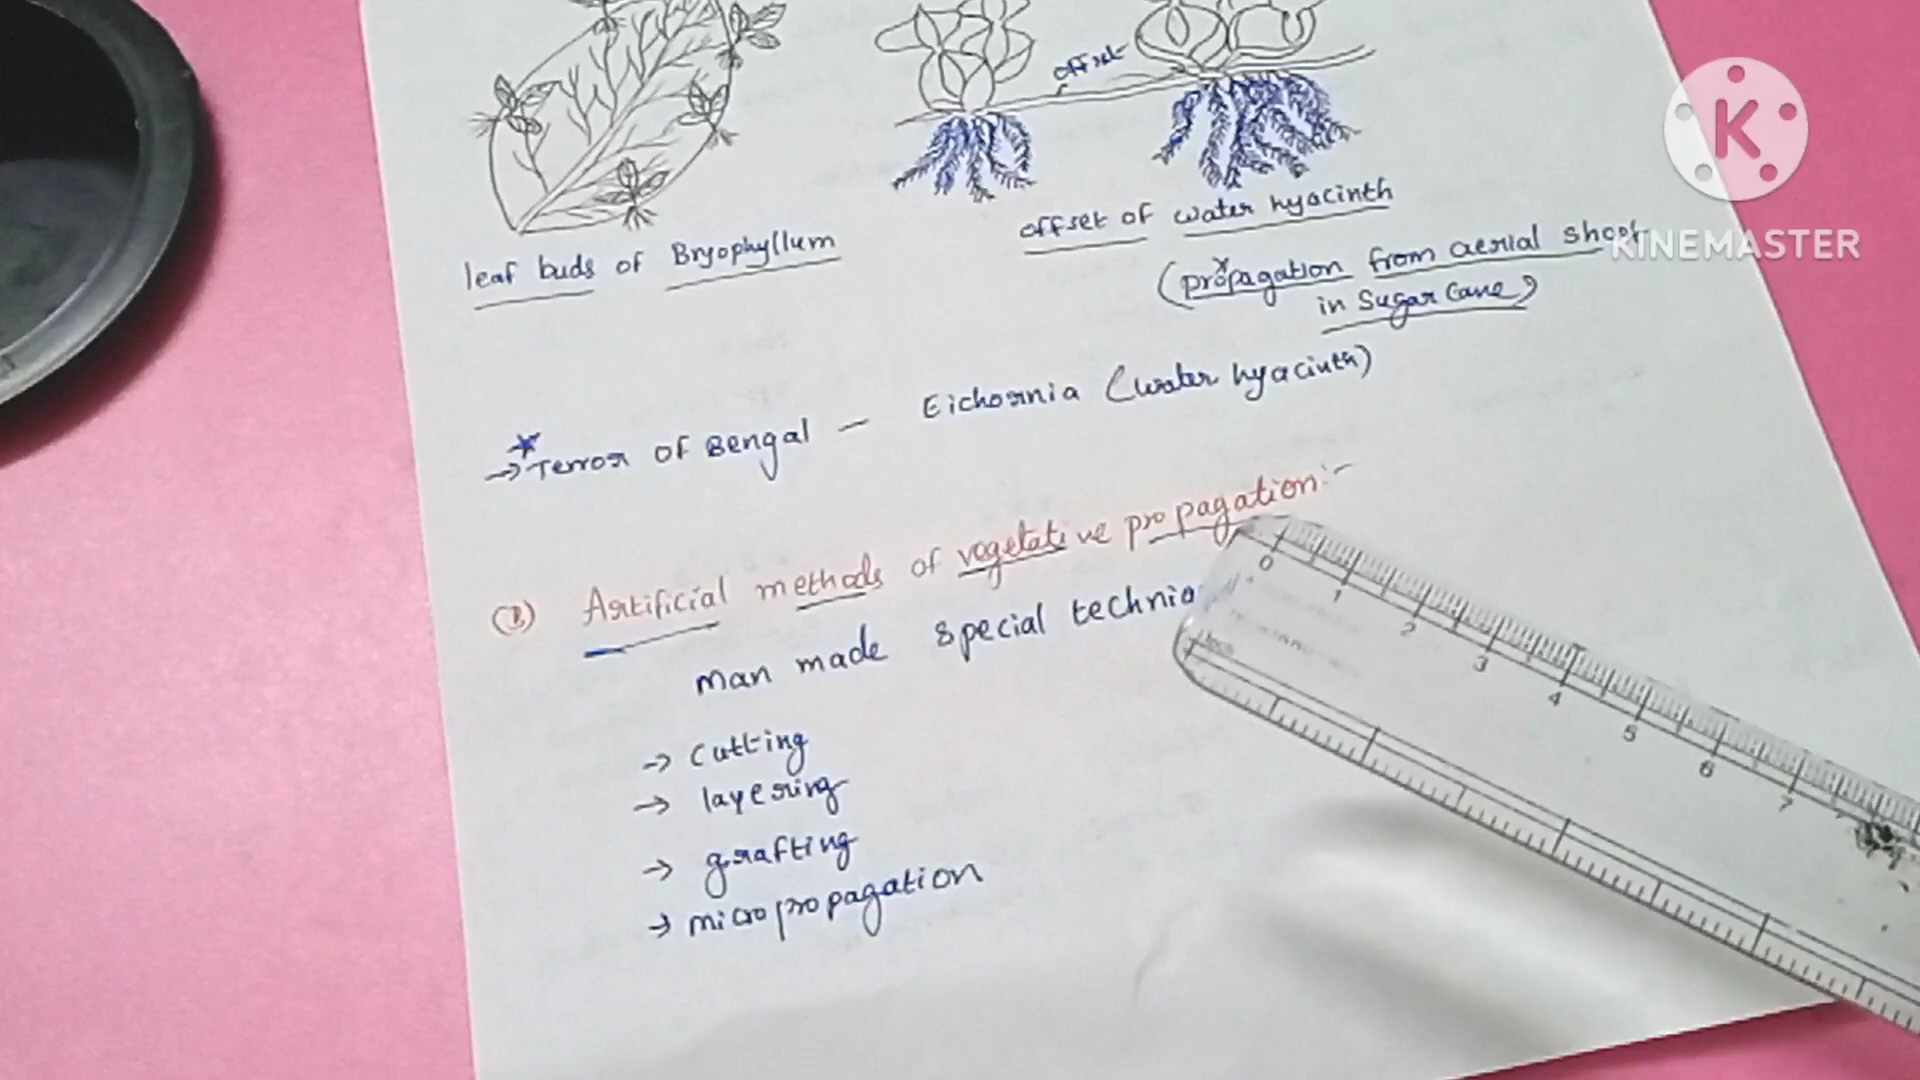 offset
K
KINEMASTER
leaf buds of Bryophyllum
offset of water hyacinth
(propagation from aerial shoot
in Sugar Cane)
→ Terror of Bengal — Eichornia (water hyacinth)
(B) Artificial methods of vegetative propagation:-
Man made special
→ cutting
→ layering
→ grafting
→ micropropagation
0 1 2 3 4 5 6 7